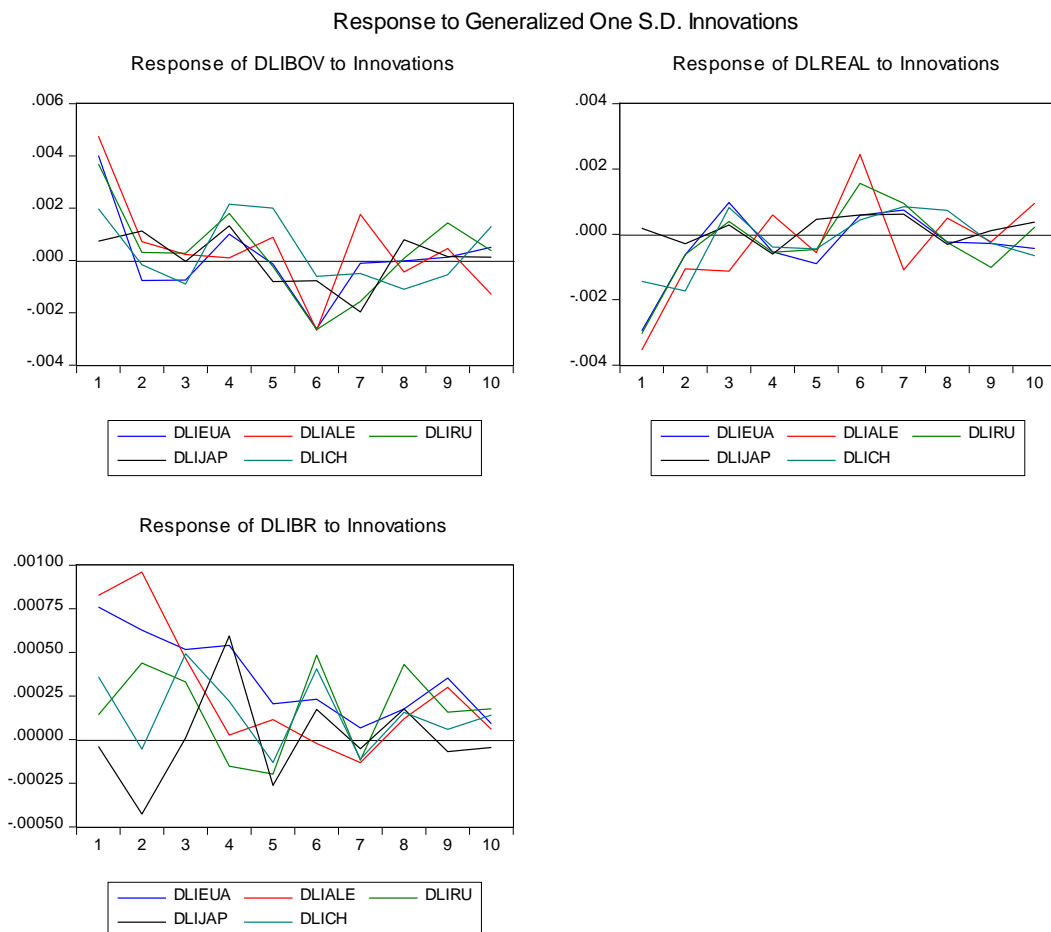 Response to Generalized One S.D. Innovations
Response of DLIBOV to Innovations
.006
.004
.002
.000
-.002
-.004
1 2 3 4 5 6 7 8 9 10
DLIEUA DLIALE DLIRU
DLIJAP DLICH
Response of DLREAL to Innovations
.004
.002
.000
-.002
-.004
1 2 3 4 5 6 7 8 9 10
DLIEUA DLIALE DLIRU
DLIJAP DLICH
Response of DLIBR to Innovations
.00100
.00075
.00050
.00025
.00000
-.00025
-.00050
1 2 3 4 5 6 7 8 9 10
DLIEUA DLIALE DLIRU
DLIJAP DLICH